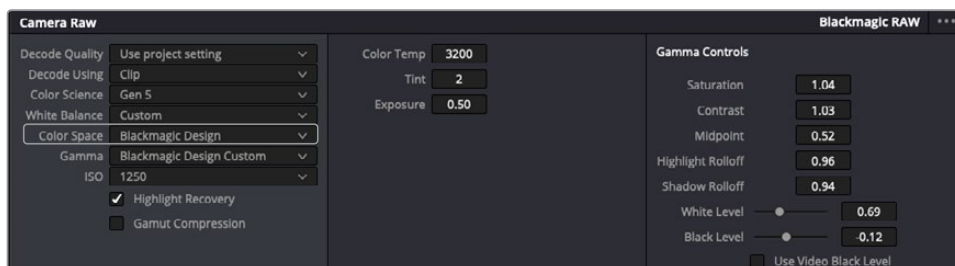 Camera Raw
Blackmagic RAW
Decode Quality Use project setting
Decode Using Clip
Color Science Gen 5
White Balance Custom
Color Space Blackmagic Design
Gamma Blackmagic Design Custom
ISO 1250
Highlight Recovery
Gamut Compression
Color Temp 3200
Tint 2
Exposure 0.50
Gamma Controls
Saturation 1.04
Contrast 1.03
Midpoint 0.52
Highlight Rolloff 0.96
Shadow Rolloff 0.94
White Level 0.69
Black Level -0.12
Use Video Black Level